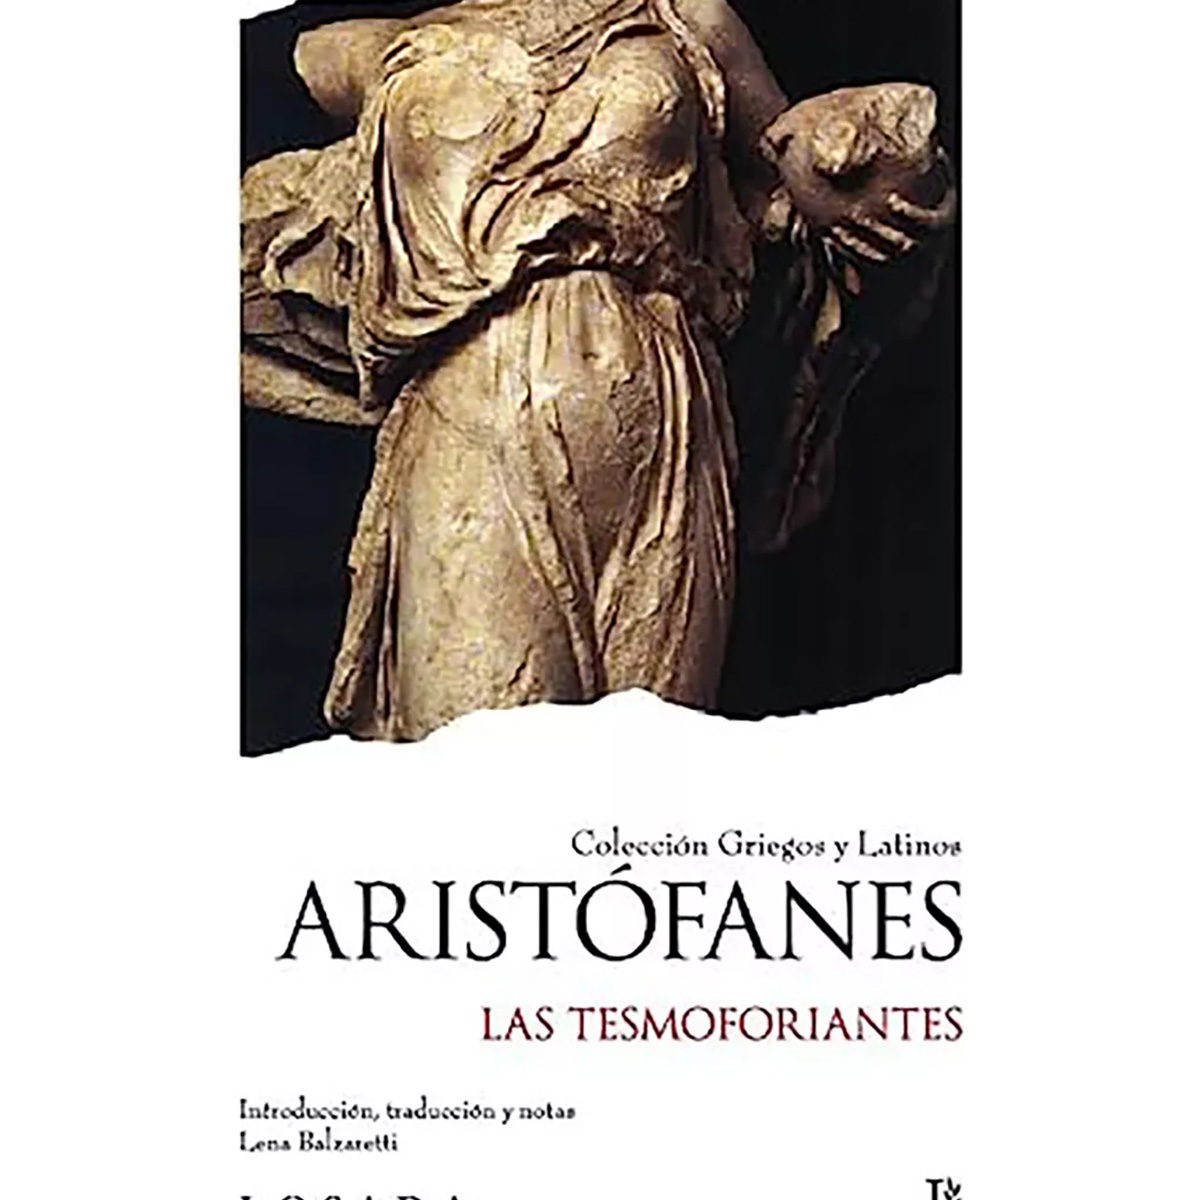 Colección Griegos y Latinos
ARISTÓFANES
LAS TESMOFORIANTES
Introducción, traducción y notas
Lena Balzaretti